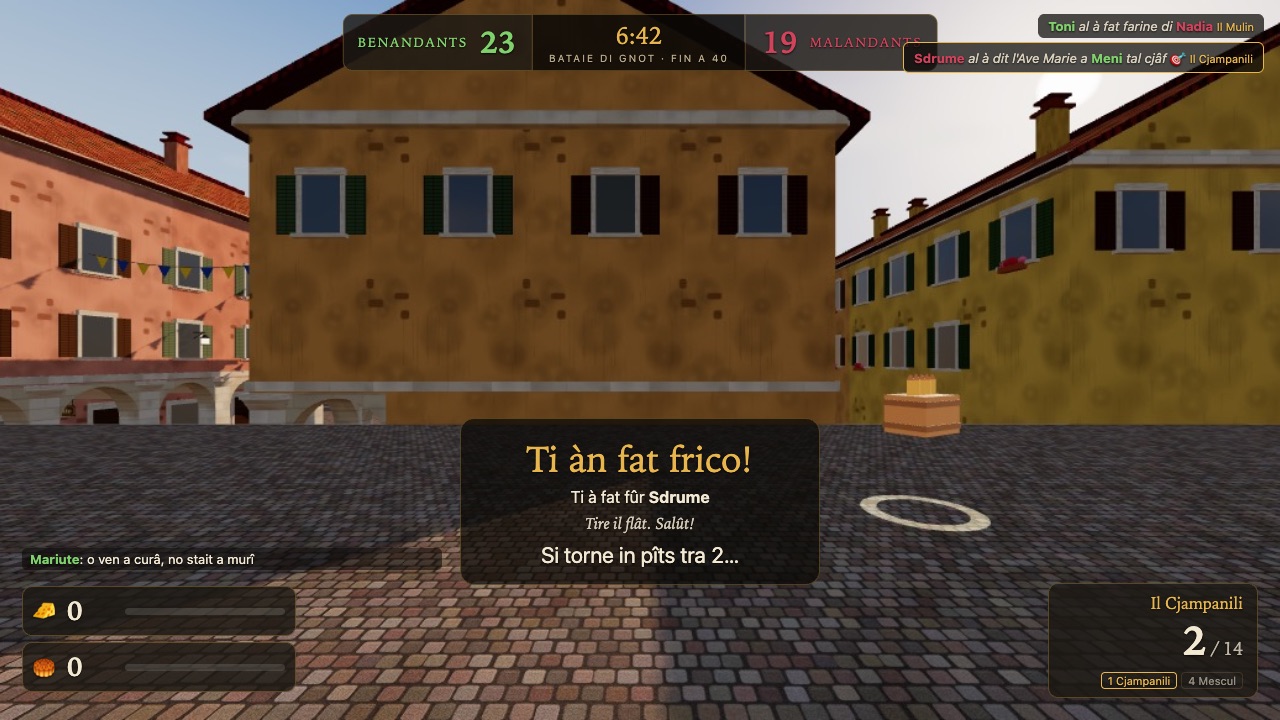 BENANDANTS 23
6:42
BATAIE DI GNOT · FIN A 40
19 MALANDANTS
Toni al à fat farine di Nadia Il Mulin
Sdrume al à dit l'Ave Marie a Meni tal cjâf Il Cjampanili
Ti àn fat frico!
Ti à fat fûr Sdrume
Tire il flât. Salût!
Si torne in pîts tra 2...
Mariute: o ven a curâ, no stait a murî
0
0
Il Cjampanili
2 / 14
1 Cjampanili 4 Mescul